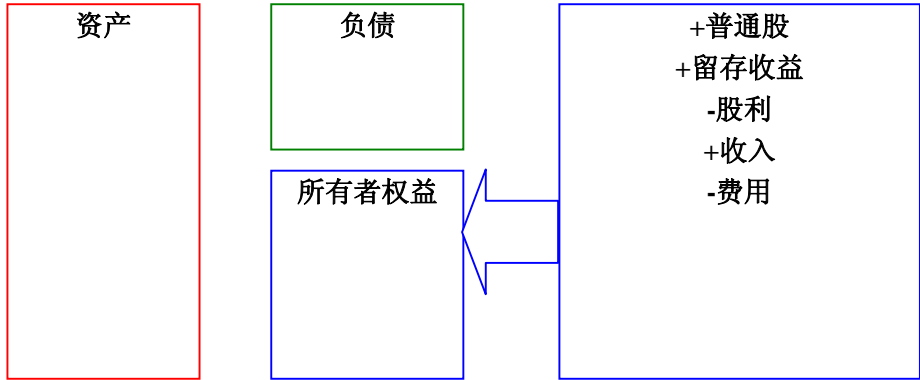 资产
负债
所有者权益
+普通股
+留存收益
-股利
+收入
-费用